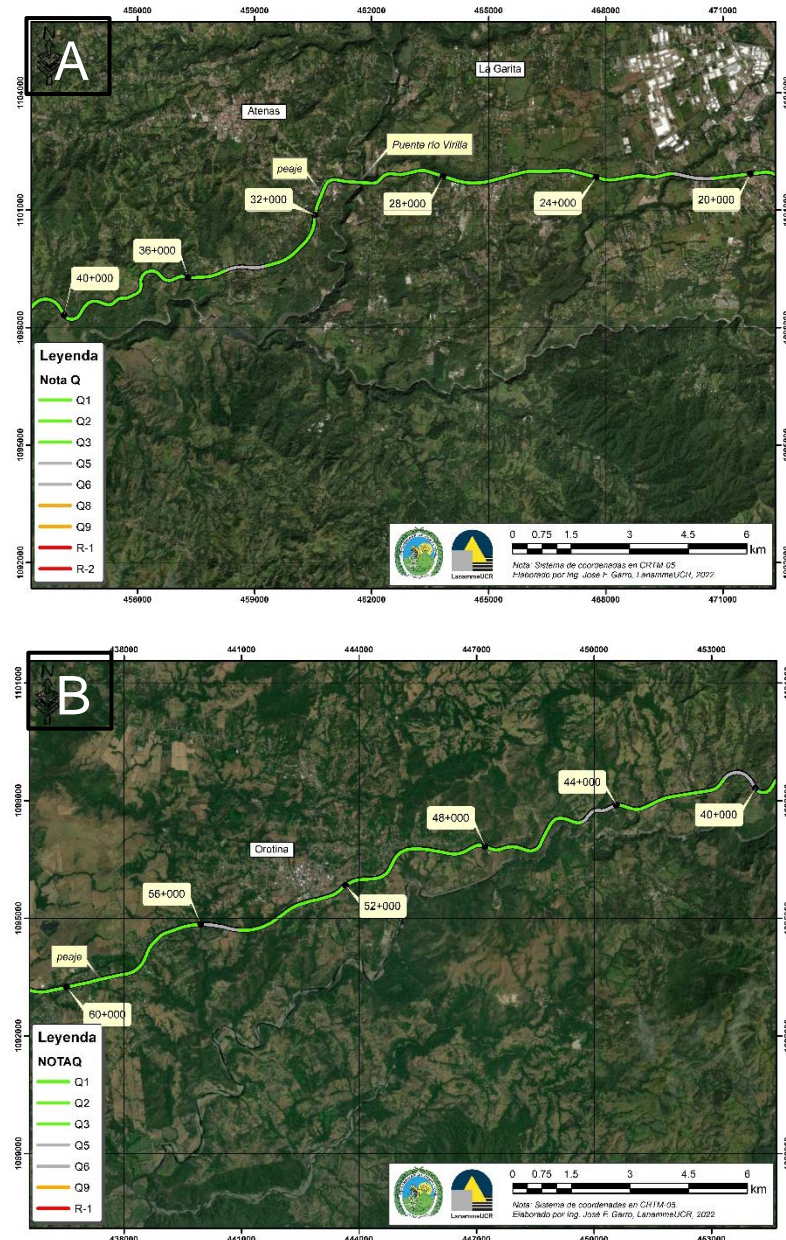 456000 459000 462000 465000 468000 471000
A
N
La Garita
1104000
Atenas
Puente río Virilla
peaje
32+000
28+000
24+000
20+000
1101000
36+000
40+000
1098000
Leyenda
Nota Q
Q1
Q2
Q3
Q5
Q6
Q8
Q9
R-1
R-2
1095000
1092000
LanammeUCR
0 0.75 1.5 3 4.5 6
km
Nota: Sistema de coordenadas en CRTM-05.
Elaborado por Ing. José F. Garro, LanammeUCR, 2022
456000 459000 462000 465000 468000 471000
438000 441000 444000 447000 450000 453000
B
1101000
44+000
48+000
40+000
Orotina
56+000
52+000
1095000
peaje
60+000
1092000
Leyenda
NOTAQ
Q1
Q2
Q3
Q5
Q6
Q9
R-1
1089000
LanammeUCR
0 0.75 1.5 3 4.5 6
km
Nota: Sistema de coordenadas en CRTM-05.
Elaborado por Ing. José F. Garro, LanammeUCR, 2022
438000 441000 444000 447000 450000 453000